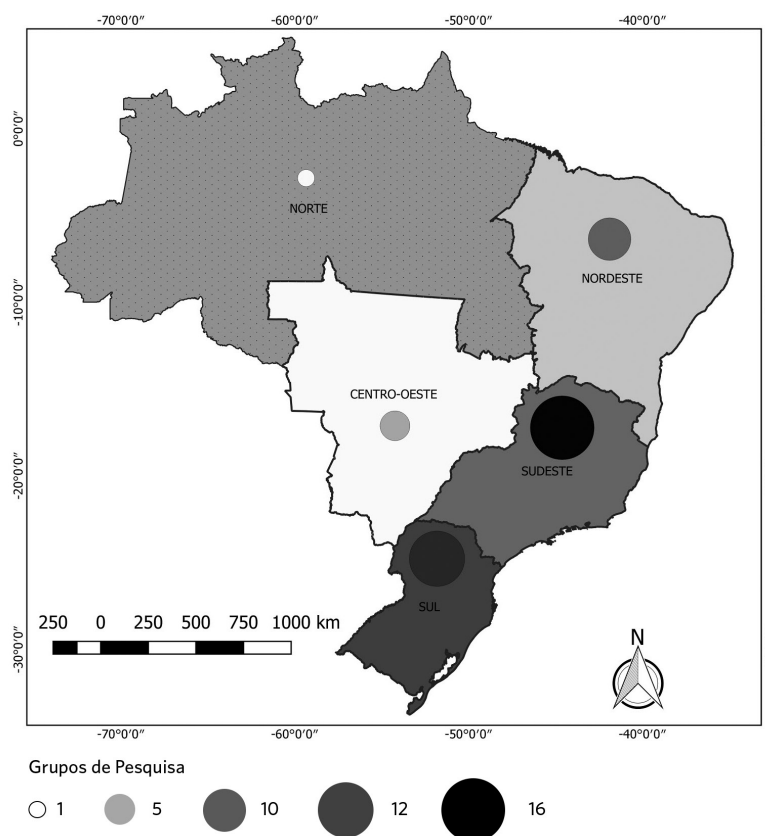 -70°0'0″ -60°0'0″ -50°0'0″ -40°0'0″
0°0'0″
NORTE
NORDESTE
-10°0'0″
CENTRO-OESTE
SUDESTE
-20°0'0″
SUL
250 0 250 500 750 1000 km
N
-30°0'0″
-70°0'0″ -60°0'0″ -50°0'0″ -40°0'0″
Grupos de Pesquisa
1 5 10 12 16